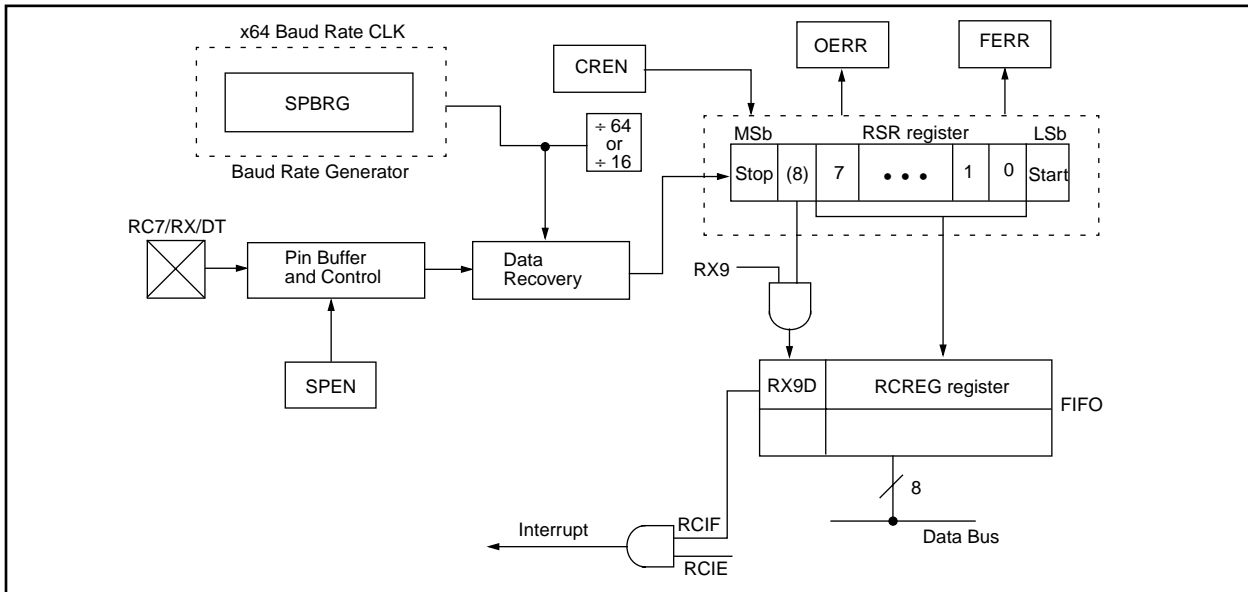 x64 Baud Rate CLK
SPBRG
Baud Rate Generator
CREN
OERR
FERR
÷ 64
or
÷ 16
MSb
RSR register
LSb
Stop
(8)
7
• • •
1
0
Start
RC7/RX/DT
Pin Buffer
and Control
Data
Recovery
RX9
SPEN
RX9D
RCREG register
FIFO
8
Data Bus
Interrupt
RCIF
RCIE